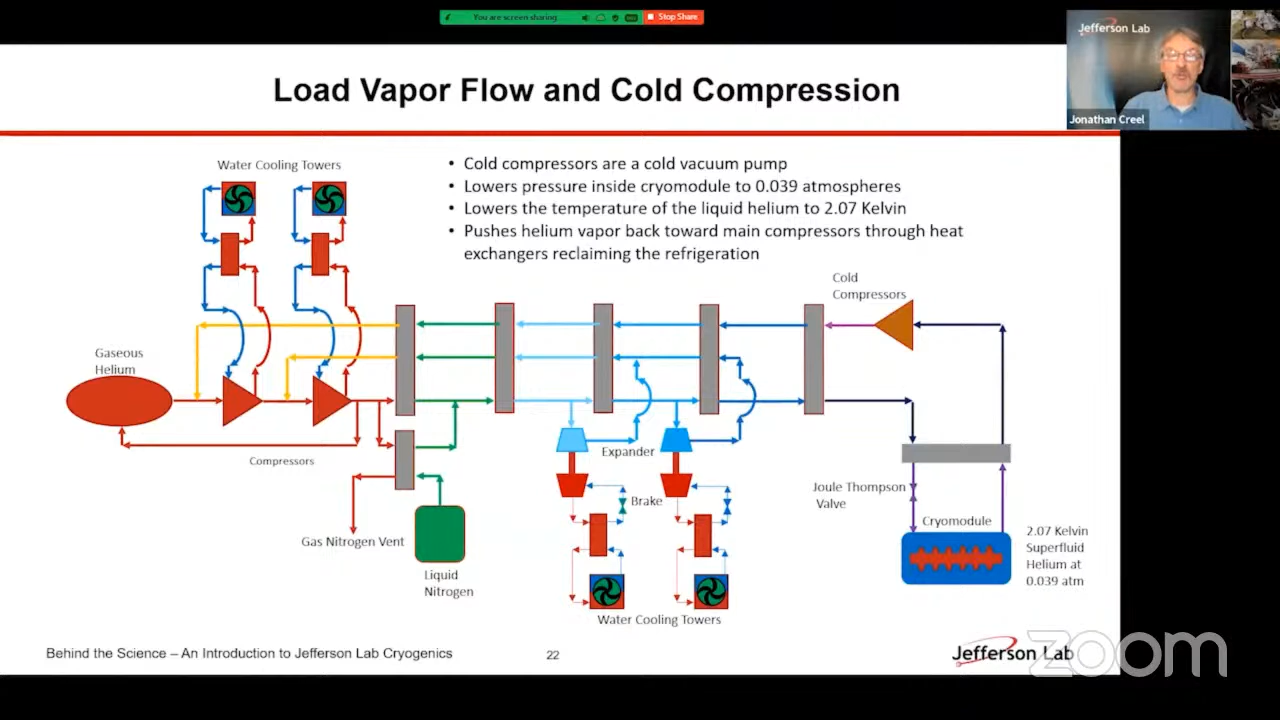 You are screen sharing
Stop Share
Jefferson Lab
Jonathan Creel
Load Vapor Flow and Cold Compression
Water Cooling Towers
• Cold compressors are a cold vacuum pump
• Lowers pressure inside cryomodule to 0.039 atmospheres
• Lowers the temperature of the liquid helium to 2.07 Kelvin
• Pushes helium vapor back toward main compressors through heat
exchangers reclaiming the refrigeration
Cold
Compressors
Gaseous
Helium
Compressors
Expander
Brake
Joule Thompson
Valve
Cryomodule
2.07 Kelvin
Superfluid
Helium at
0.039 atm
Gas Nitrogen Vent
Liquid
Nitrogen
Water Cooling Towers
Behind the Science – An Introduction to Jefferson Lab Cryogenics
22
Jefferson Lab
zoom